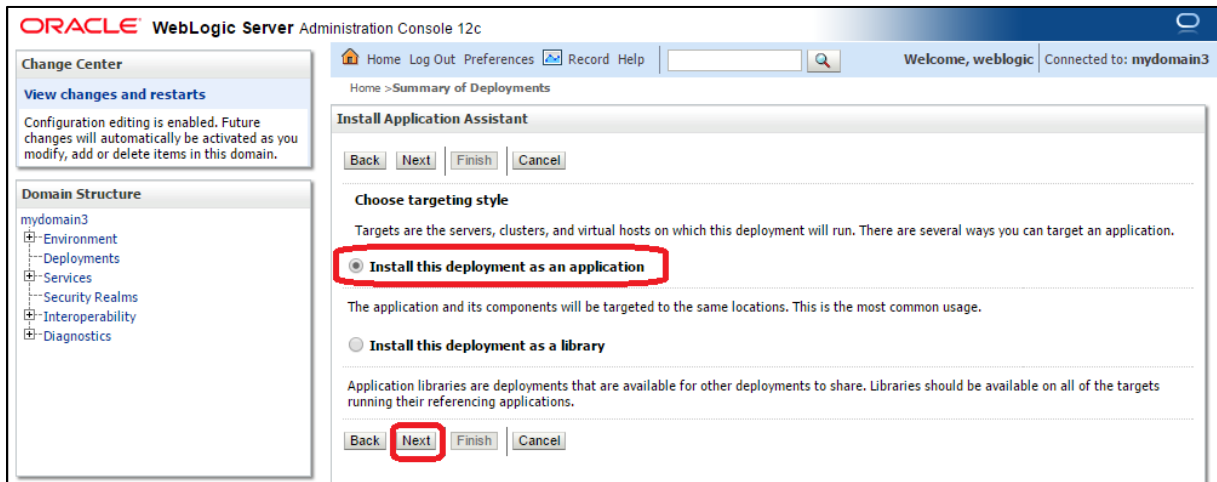 ORACLE WebLogic Server Administration Console 12c
Change Center
View changes and restarts
Configuration editing is enabled. Future
changes will automatically be activated as you
modify, add or delete items in this domain.
Domain Structure
mydomain3
Environment
Deployments
Services
Security Realms
Interoperability
Diagnostics
Home Log Out Preferences Record Help
Welcome, weblogic Connected to: mydomain3
Home >Summary of Deployments
Install Application Assistant
Back Next Finish Cancel
Choose targeting style
Targets are the servers, clusters, and virtual hosts on which this deployment will run. There are several ways you can target an application.
Install this deployment as an application
The application and its components will be targeted to the same locations. This is the most common usage.
Install this deployment as a library
Application libraries are deployments that are available for other deployments to share. Libraries should be available on all of the targets
running their referencing applications.
Back Next Finish Cancel